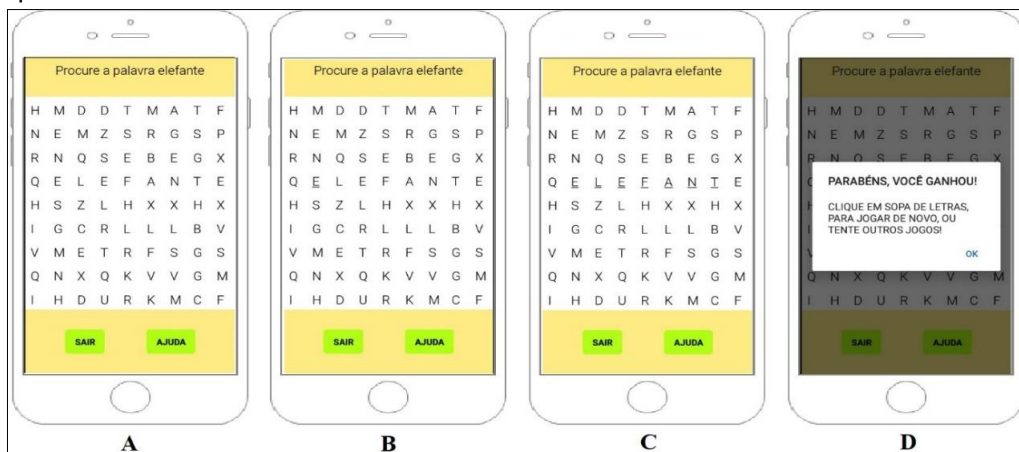 Procure a palavra elefante
H M D D T M A T F
N E M Z S R G S P
R N Q S E B E G X
Q E L E F A N T E
H S Z L H X X H X
I G C R L L L B V
V M E T R F S G S
Q N X Q K V V G M
I H D U R K M C F
SAIR AJUDA
A
Procure a palavra elefante
H M D D T M A T F
N E M Z S R G S P
R N Q S E B E G X
Q E L E F A N T E
H S Z L H X X H X
I G C R L L L B V
V M E T R F S G S
Q N X Q K V V G M
I H D U R K M C F
SAIR AJUDA
B
Procure a palavra elefante
H M D D T M A T F
N E M Z S R G S P
R N Q S E B E G X
Q E L E F A N T E
H S Z L H X X H X
I G C R L L L B V
V M E T R F S G S
Q N X Q K V V G M
I H D U R K M C F
SAIR AJUDA
C
Procure a palavra elefante
H M D D T M A T F
N E M Z S R G S P
R N Q S E B E G X
PARABÉNS, VOCÊ GANHOU!
CLIQUE EM SOPA DE LETRAS,
PARA JOGAR DE NOVO, OU
TENTE OUTROS JOGOS!
OK
Q N X Q K V V G M
I H D U R K M C F
SAIR AJUDA
D